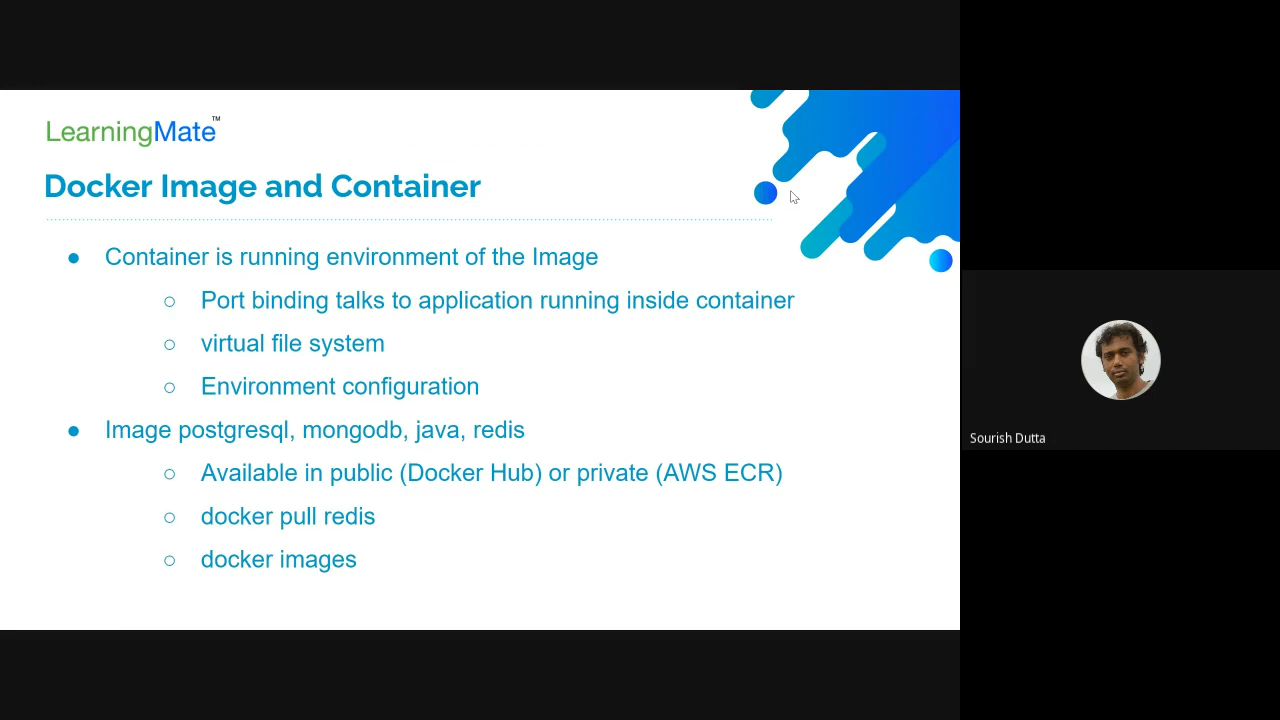 LearningMate™
Docker Image and Container
● Container is running environment of the Image
○ Port binding talks to application running inside container
○ virtual file system
○ Environment configuration
● Image postgresql, mongodb, java, redis
○ Available in public (Docker Hub) or private (AWS ECR)
○ docker pull redis
○ docker images
Sourish Dutta